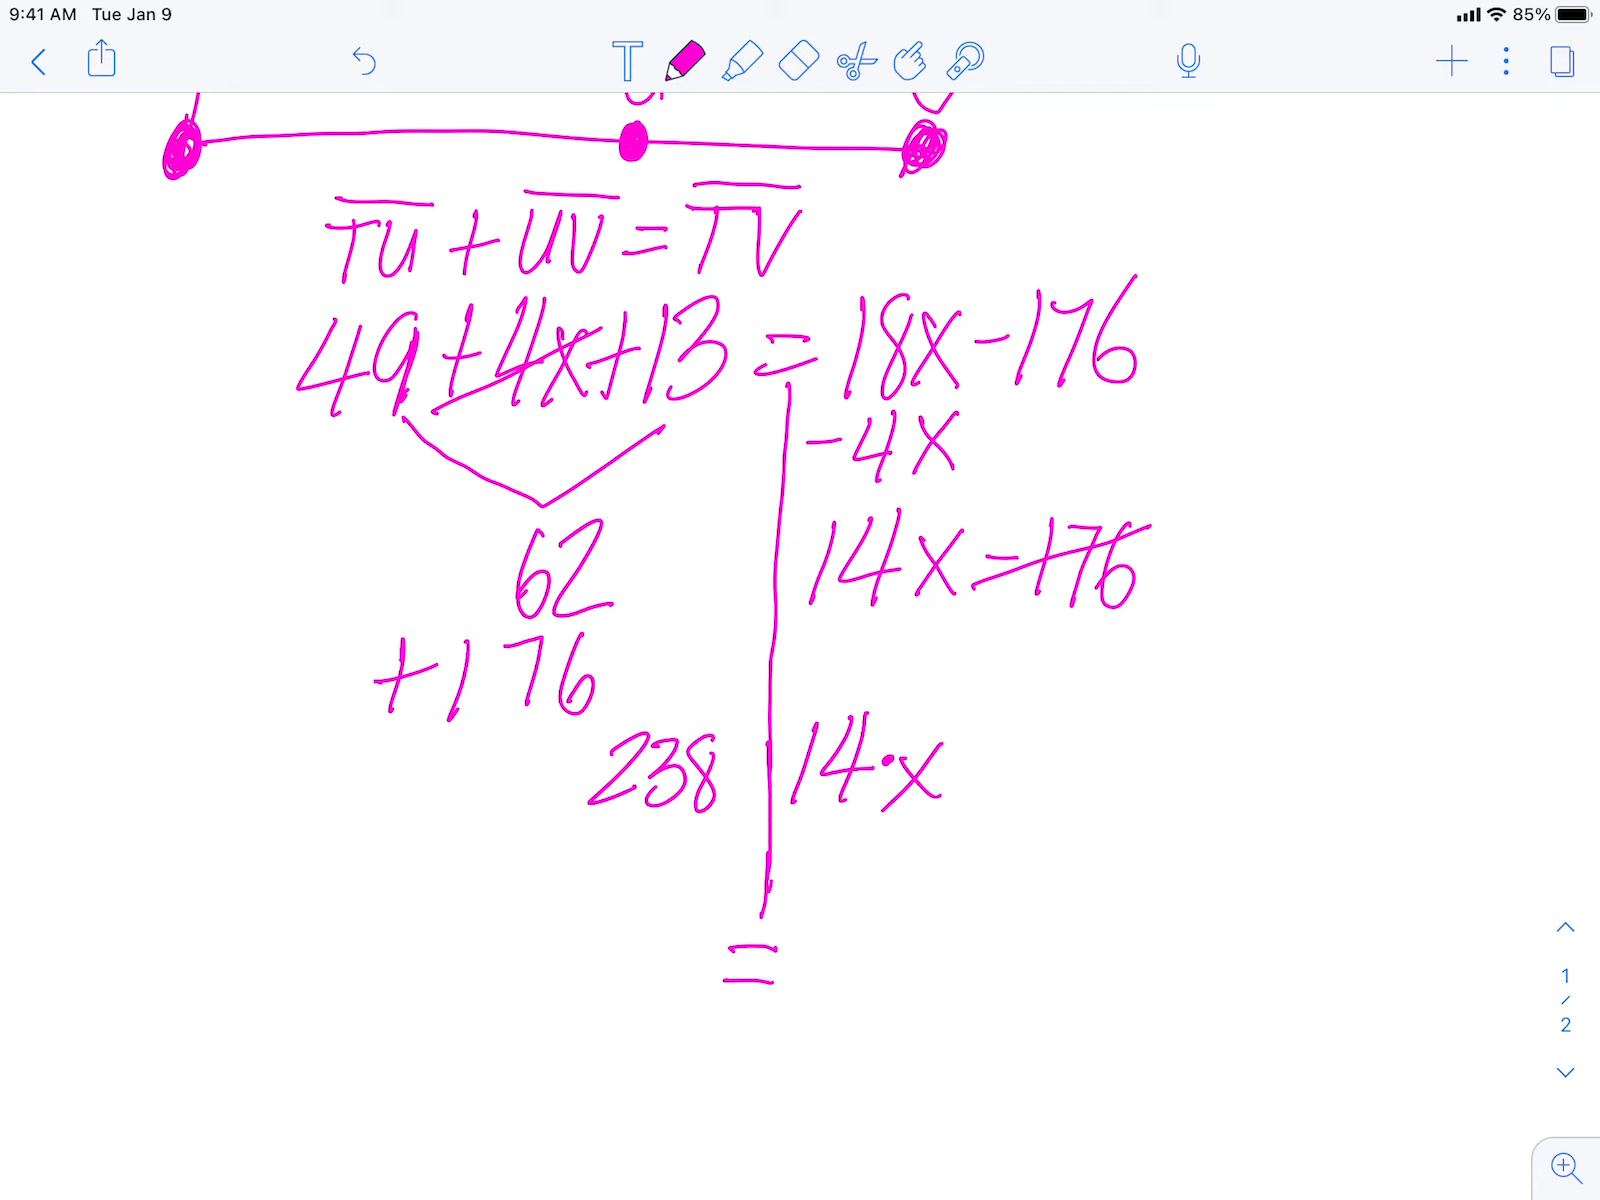 9:41 AM Tue Jan 9 85%
T
TU + UV = TV
49 + 4x + 13 = 18x - 176
- 4x
62 14x - 176
+176
238 14 · x
=
1
/
2